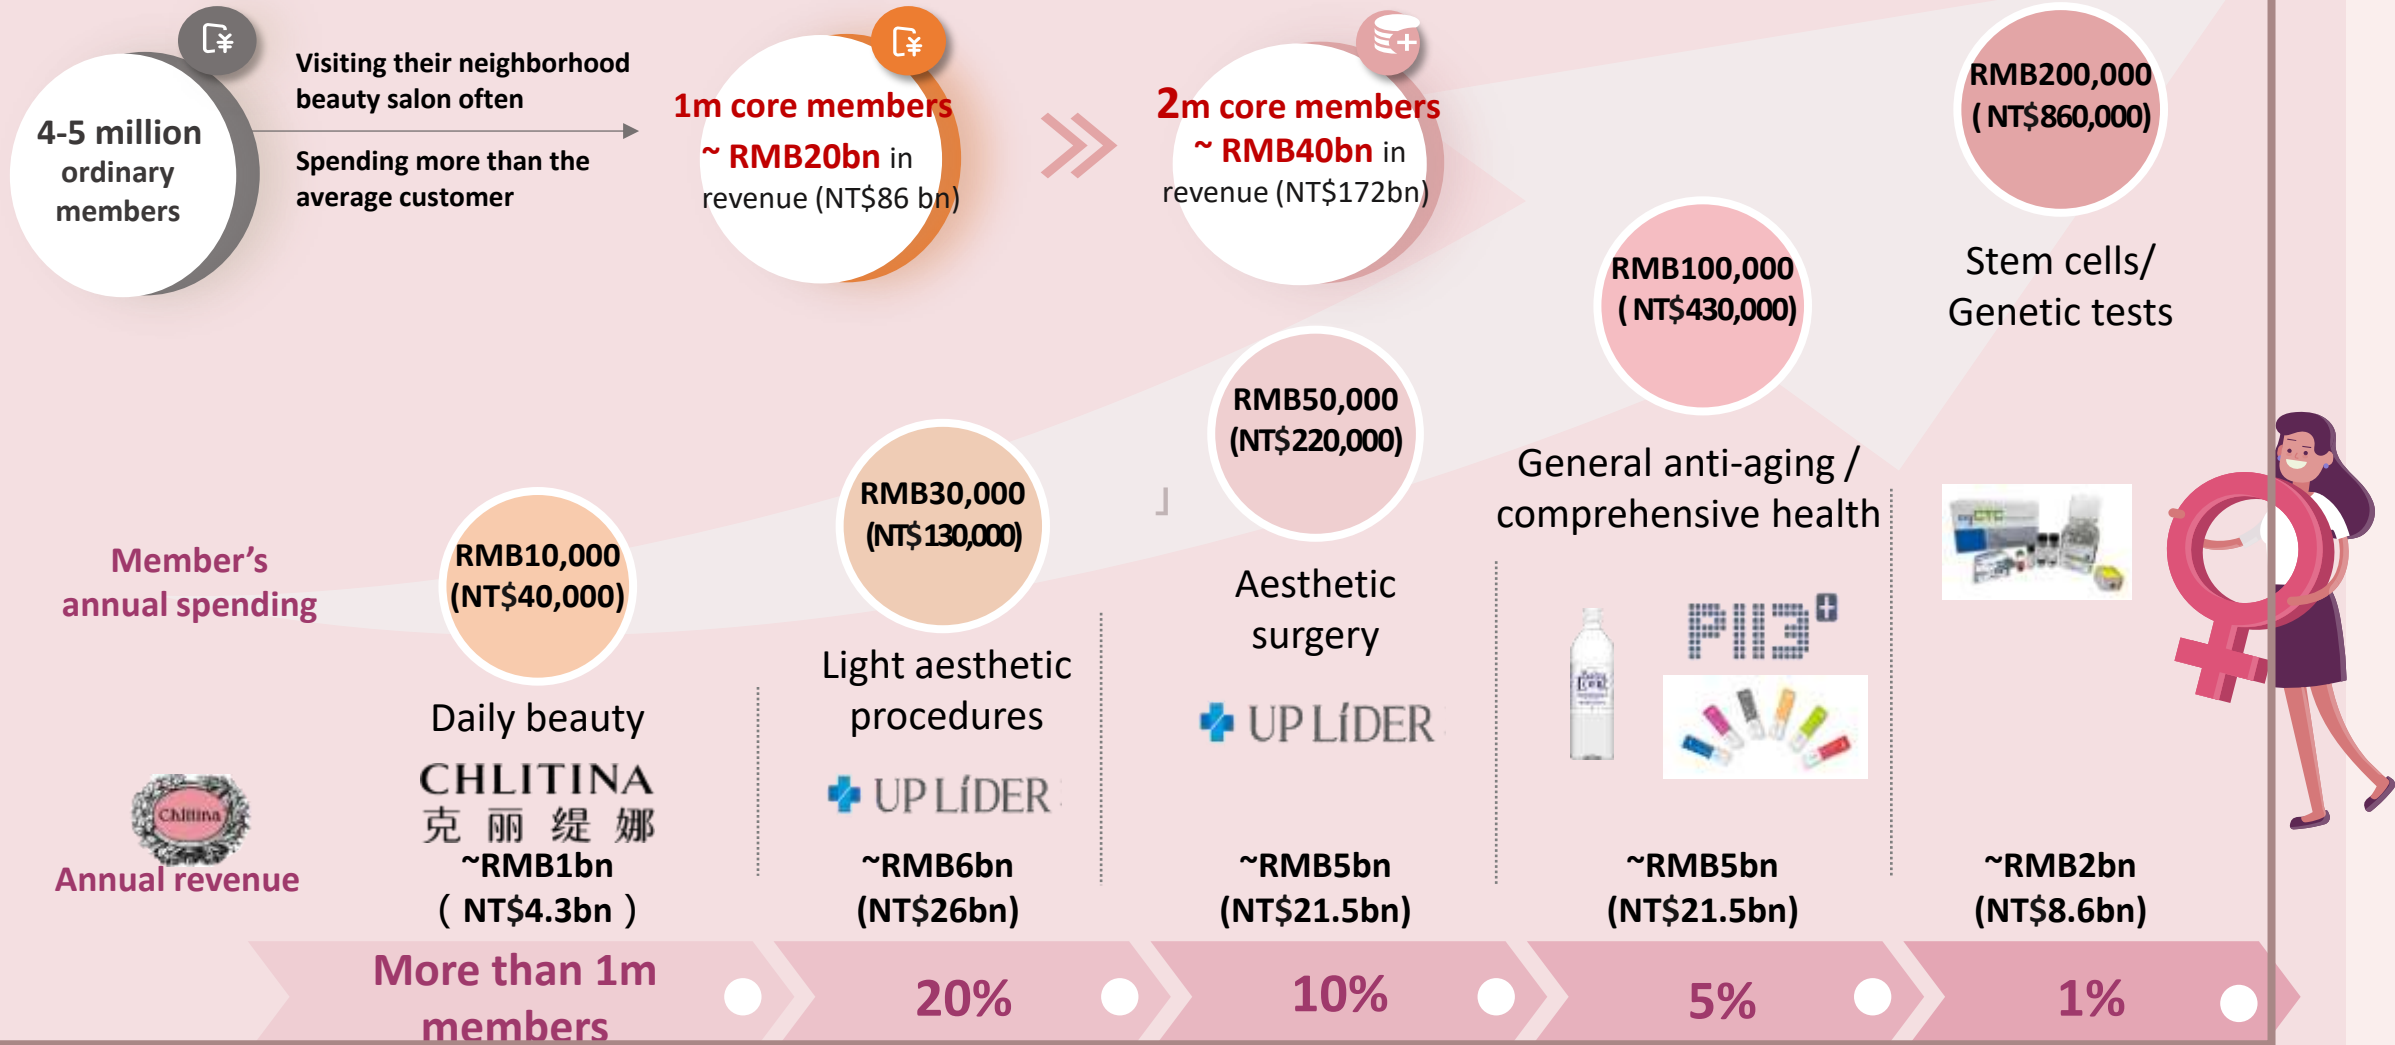 4-5 million
ordinary
members
Visiting their neighborhood
beauty salon often
Spending more than the
average customer
1m core members
~ RMB20bn in
revenue (NT$86 bn)
2m core members
~ RMB40bn in
revenue (NT$172bn)
RMB200,000
( NT$860,000)
Stem cells/
Genetic tests
RMB100,000
( NT$430,000)
General anti-aging /
comprehensive health
RMB50,000
(NT$220,000)
Aesthetic
surgery
UP LÍDER
RMB30,000
(NT$130,000)
Light aesthetic
procedures
UP LÍDER
RMB10,000
(NT$40,000)
Daily beauty
CHLITINA
克丽缇娜
Member’s
annual spending
PII3+
Chlitina
Annual revenue
~RMB1bn
( NT$4.3bn )
~RMB6bn
(NT$26bn)
~RMB5bn
(NT$21.5bn)
~RMB5bn
(NT$21.5bn)
~RMB2bn
(NT$8.6bn)
More than 1m
members
20%
10%
5%
1%